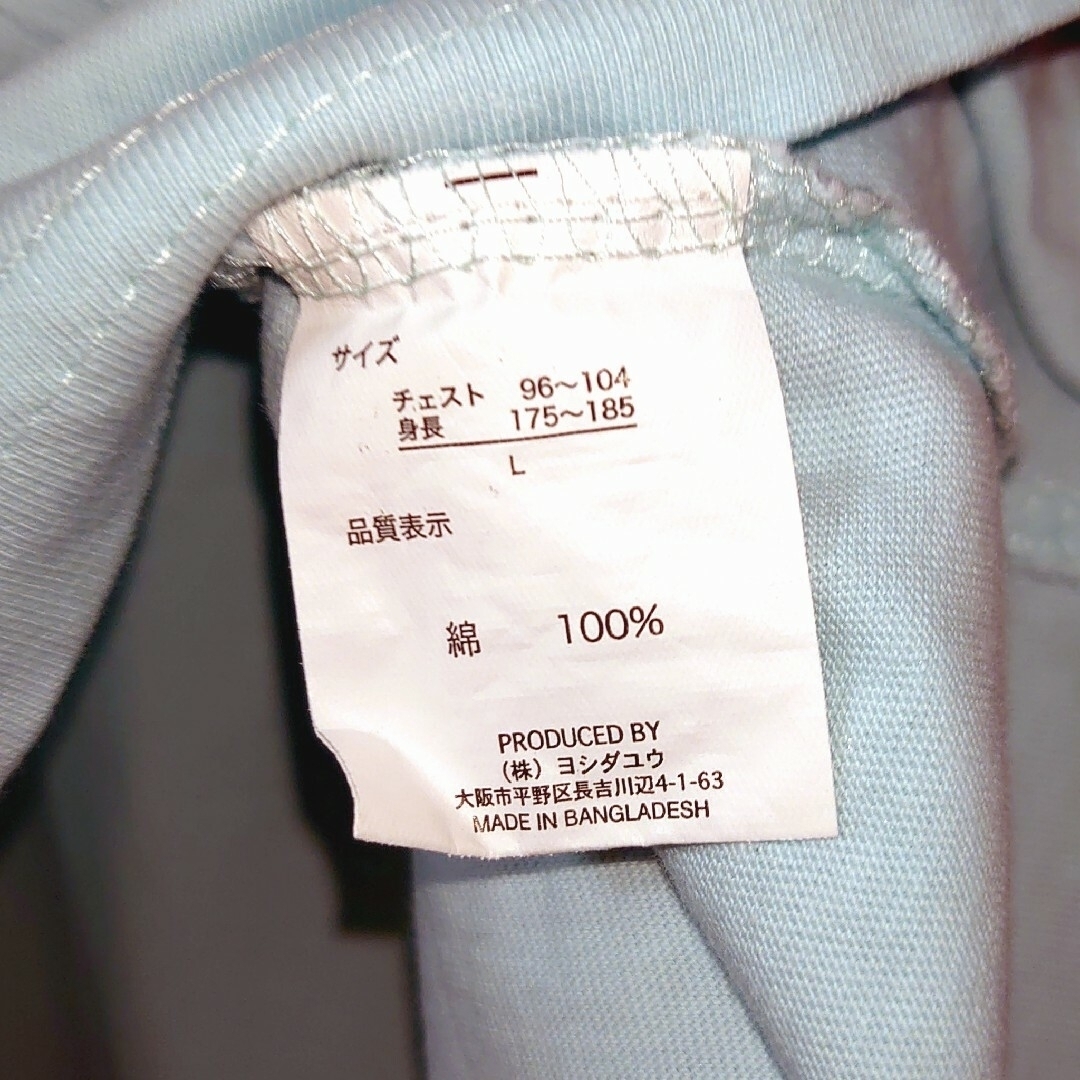 サイズ
チェスト 96～104
身長 175～185
L
品質表示
綿 100%
PRODUCED BY
(株) ヨシダユウ
大阪市平野区長吉川辺4-1-63
MADE IN BANGLADESH